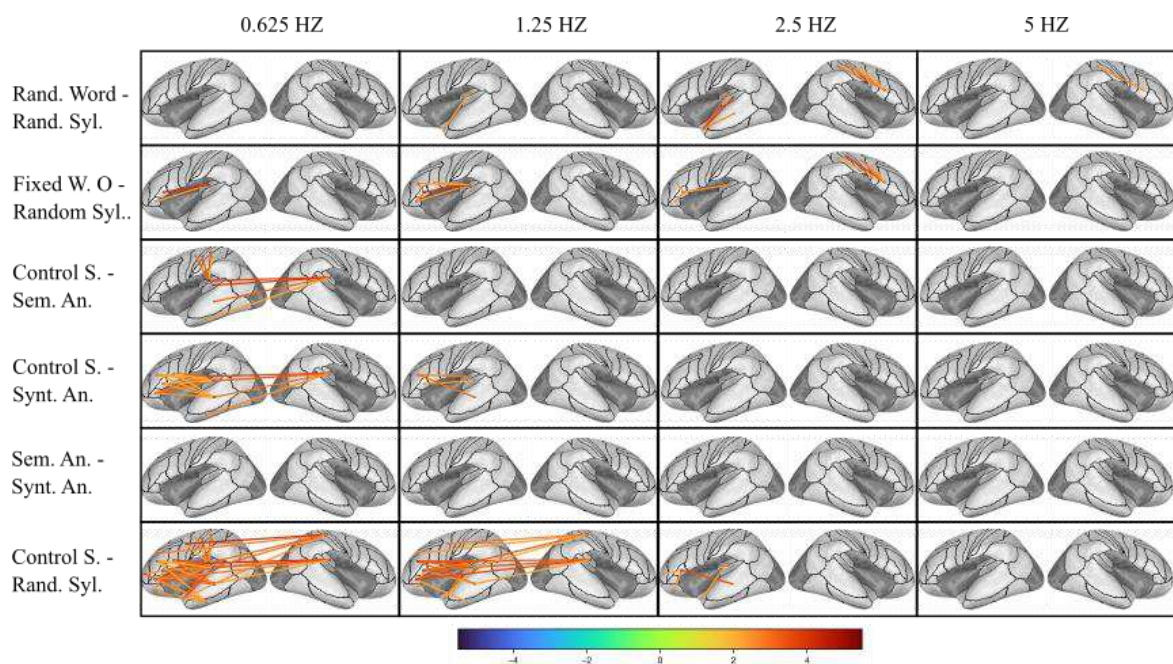 0.625 HZ 1.25 HZ 2.5 HZ 5 HZ
Rand. Word -
Rand. Syl.
Fixed W. O -
Random Syl..
Control S. -
Sem. An.
Control S. -
Synt. An.
Sem. An. -
Synt. An.
Control S. -
Rand. Syl.
-4 -2 0 2 4